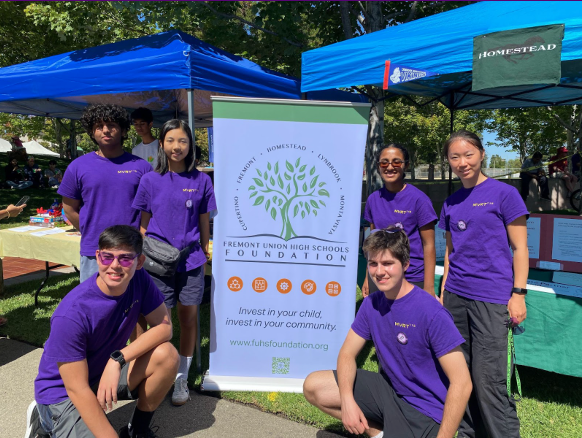 HOMESTEAD
CUPERTINO • FREMONT • HOMESTEAD • LYNBROOK • MONTA VISTA
FREMONT UNION HIGH SCHOOLS
FOUNDATION
Invest in your child,
invest in your community.
www.fuhsfoundation.org